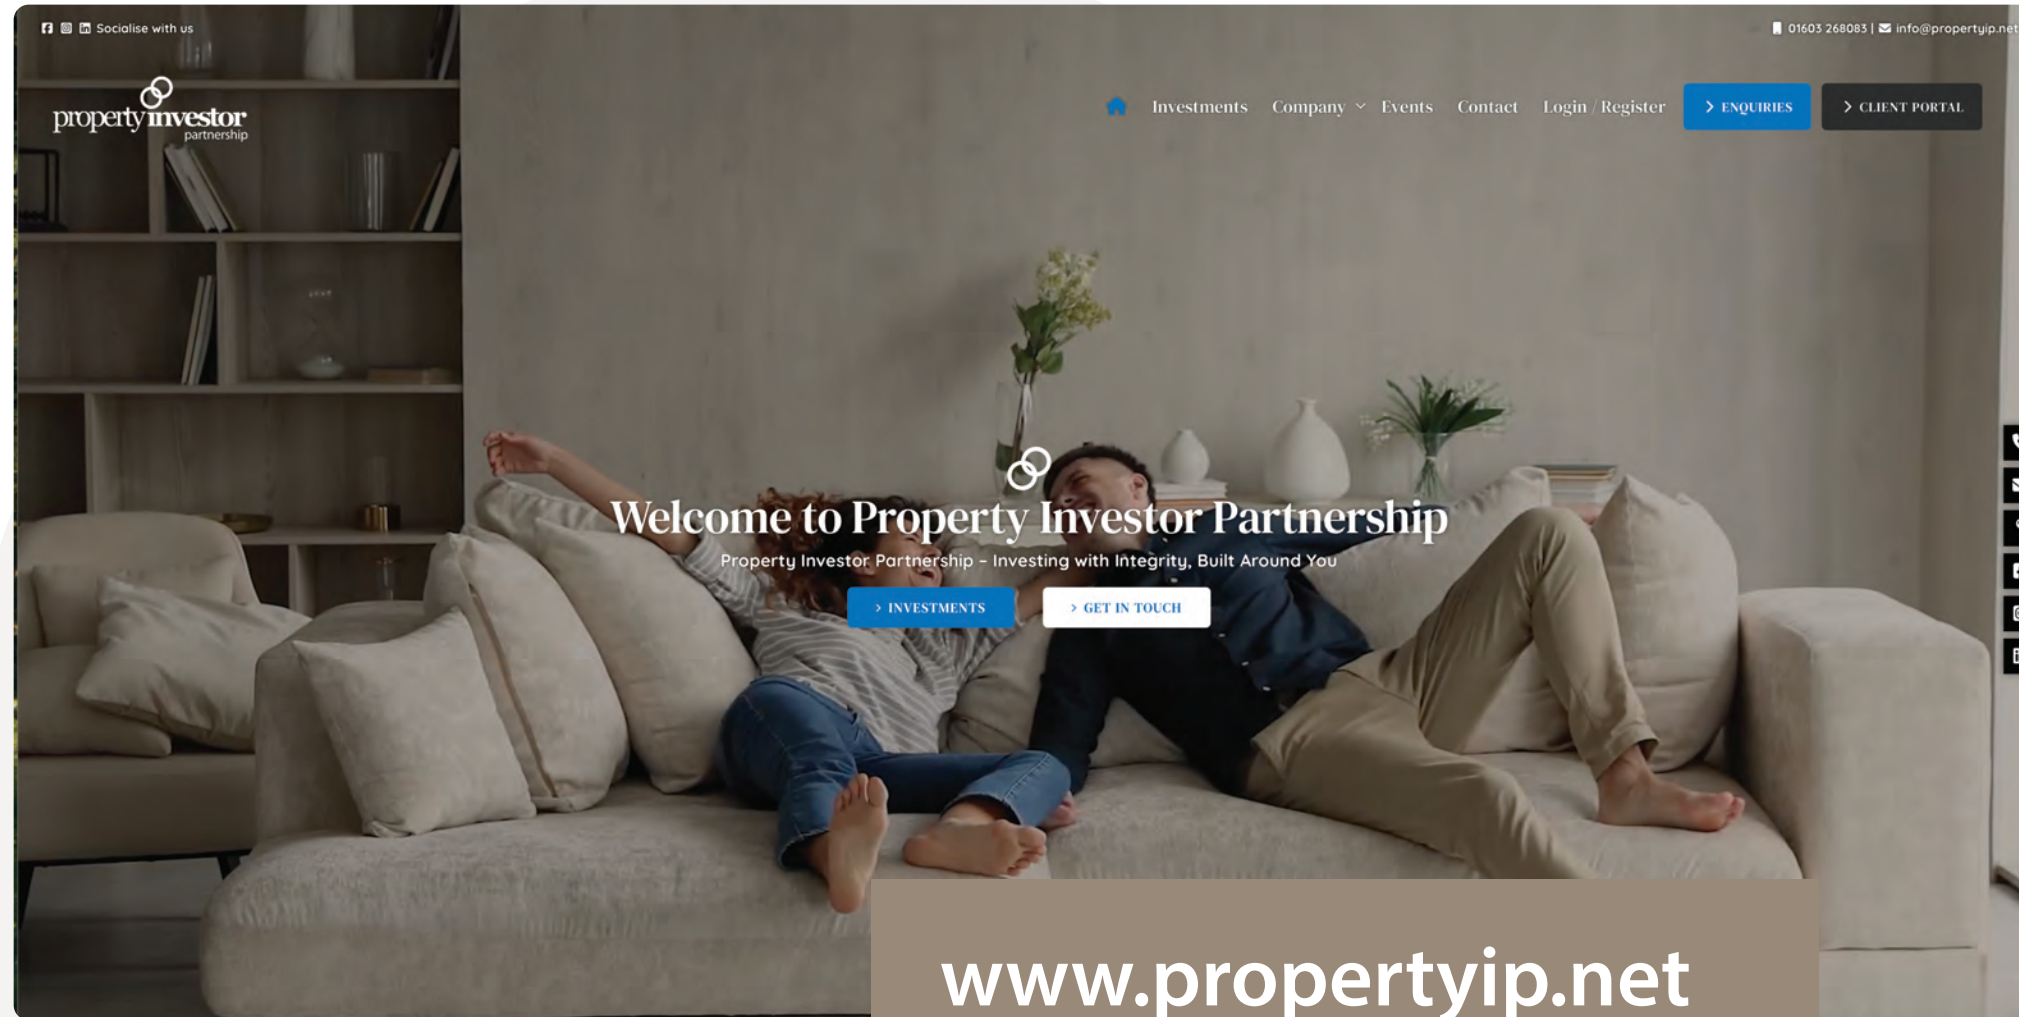 Socialise with us
01603 268083 | info@propertyip.net
property investor
partnership
Investments Company Events Contact Login / Register > ENQUIRIES > CLIENT PORTAL
Welcome to Property Investor Partnership
Property Investor Partnership – Investing with Integrity, Built Around You
> INVESTMENTS > GET IN TOUCH
www.propertyip.net